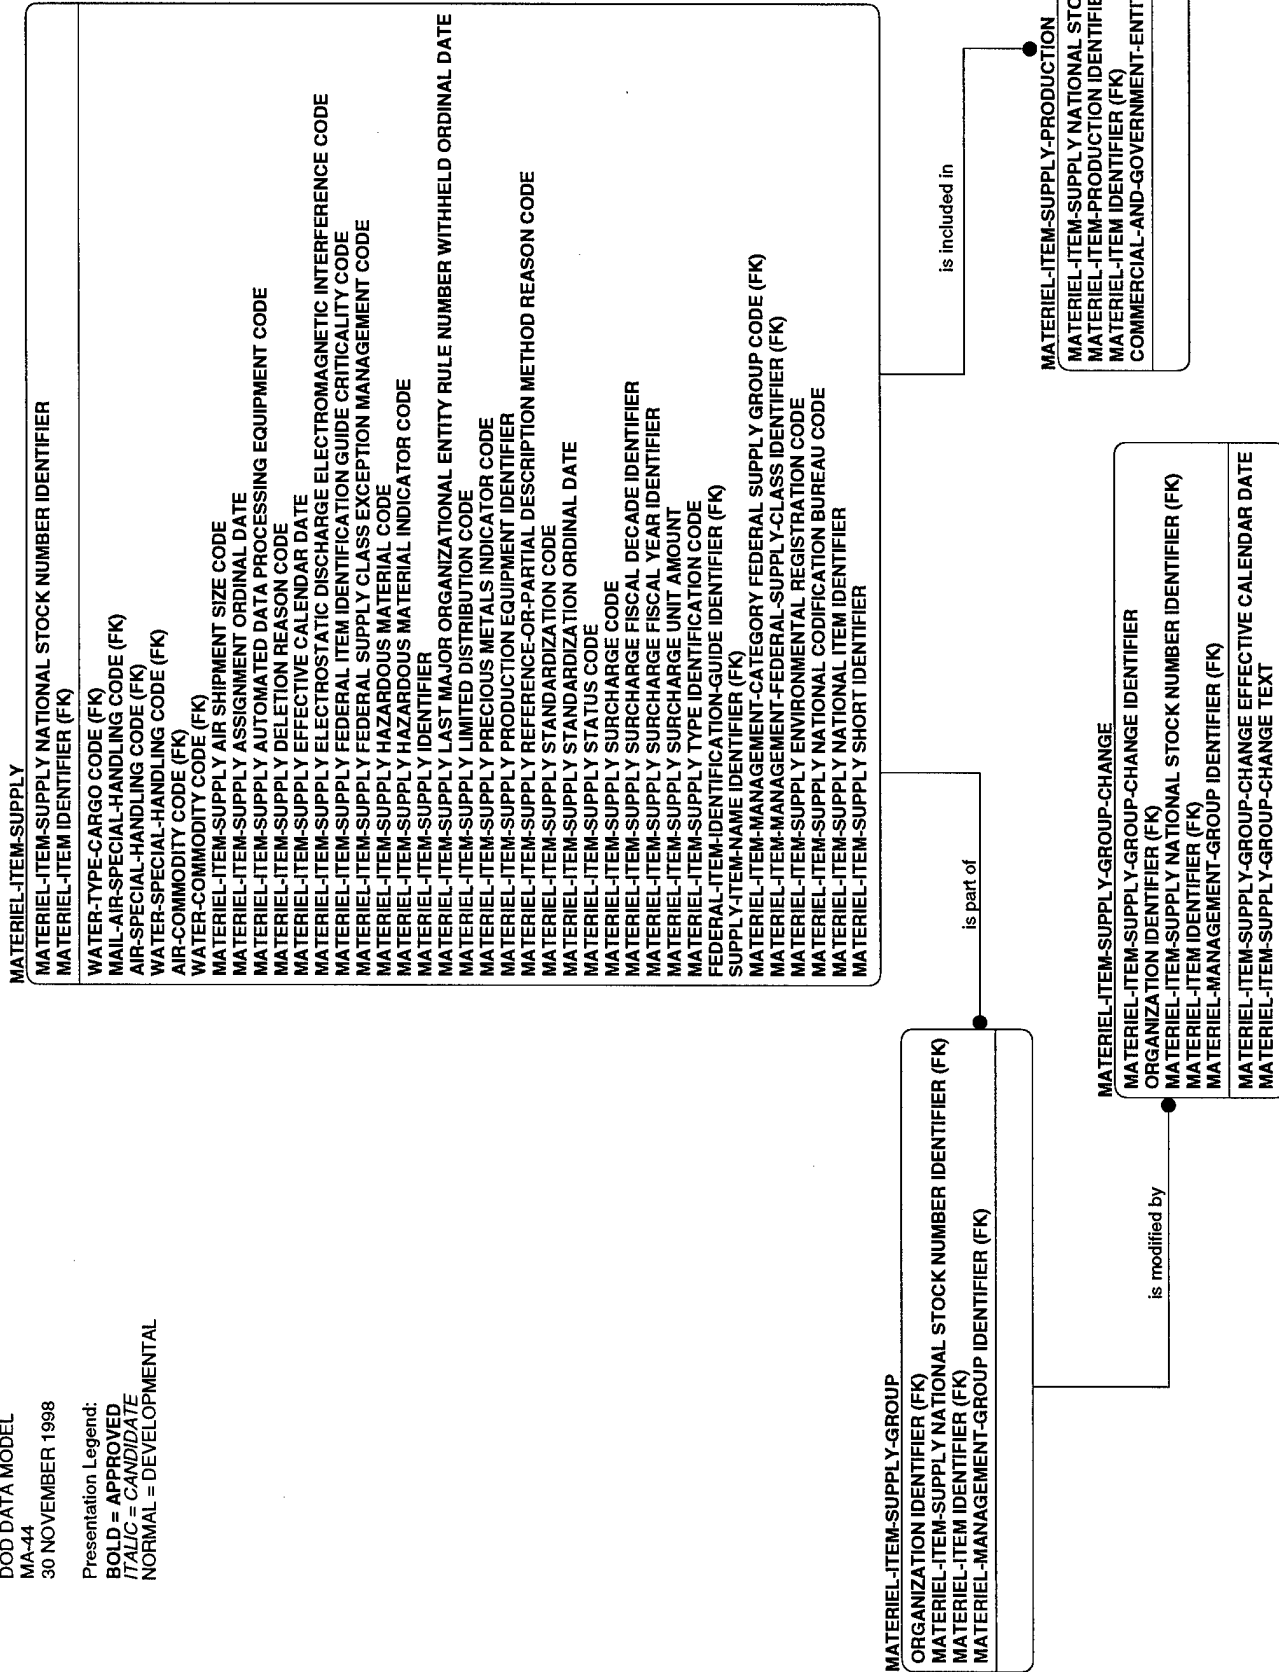 DOD DATA MODEL
MA-44
30 NOVEMBER 1998
Presentation Legend:
BOLD = APPROVED
ITALIC = CANDIDATE
NORMAL = DEVELOPMENTAL
MATERIEL-ITEM-SUPPLY
MATERIEL-ITEM-SUPPLY NATIONAL STOCK NUMBER IDENTIFIER
MATERIEL-ITEM IDENTIFIER (FK)
WATER-TYPE-CARGO CODE (FK)
MAIL-AIR-SPECIAL-HANDLING CODE (FK)
AIR-SPECIAL-HANDLING CODE (FK)
WATER-SPECIAL-HANDLING CODE (FK)
AIR-COMMODITY CODE (FK)
WATER-COMMODITY CODE (FK)
MATERIEL-ITEM-SUPPLY AIR SHIPMENT SIZE CODE
MATERIEL-ITEM-SUPPLY ASSIGNMENT ORDINAL DATE
MATERIEL-ITEM-SUPPLY AUTOMATED DATA PROCESSING EQUIPMENT CODE
MATERIEL-ITEM-SUPPLY DELETION REASON CODE
MATERIEL-ITEM-SUPPLY EFFECTIVE CALENDAR DATE
MATERIEL-ITEM-SUPPLY ELECTROSTATIC DISCHARGE ELECTROMAGNETIC INTERFERENCE CODE
MATERIEL-ITEM-SUPPLY FEDERAL ITEM IDENTIFICATION GUIDE CRITICALITY CODE
MATERIEL-ITEM-SUPPLY FEDERAL SUPPLY CLASS EXCEPTION MANAGEMENT CODE
MATERIEL-ITEM-SUPPLY HAZARDOUS MATERIAL CODE
MATERIEL-ITEM-SUPPLY HAZARDOUS MATERIAL INDICATOR CODE
MATERIEL-ITEM-SUPPLY IDENTIFIER
MATERIEL-ITEM-SUPPLY LAST MAJOR ORGANIZATIONAL ENTITY RULE NUMBER WITHHELD ORDINAL DATE
MATERIEL-ITEM-SUPPLY LIMITED DISTRIBUTION CODE
MATERIEL-ITEM-SUPPLY PRECIOUS METALS INDICATOR CODE
MATERIEL-ITEM-SUPPLY PRODUCTION EQUIPMENT IDENTIFIER
MATERIEL-ITEM-SUPPLY REFERENCE-OR-PARTIAL DESCRIPTION METHOD REASON CODE
MATERIEL-ITEM-SUPPLY STANDARDIZATION CODE
MATERIEL-ITEM-SUPPLY STANDARDIZATION ORDINAL DATE
MATERIEL-ITEM-SUPPLY STATUS CODE
MATERIEL-ITEM-SUPPLY SURCHARGE CODE
MATERIEL-ITEM-SUPPLY SURCHARGE FISCAL DECADE IDENTIFIER
MATERIEL-ITEM-SUPPLY SURCHARGE FISCAL YEAR IDENTIFIER
MATERIEL-ITEM-SUPPLY SURCHARGE UNIT AMOUNT
MATERIEL-ITEM-SUPPLY TYPE IDENTIFICATION CODE
FEDERAL-ITEM-IDENTIFICATION-GUIDE IDENTIFIER (FK)
SUPPLY-ITEM-NAME IDENTIFIER (FK)
MATERIEL-ITEM-MANAGEMENT-CATEGORY FEDERAL SUPPLY GROUP CODE (FK)
MATERIEL-ITEM-MANAGEMENT-FEDERAL-SUPPLY-CLASS IDENTIFIER (FK)
MATERIEL-ITEM-SUPPLY ENVIRONMENTAL REGISTRATION CODE
MATERIEL-ITEM-SUPPLY NATIONAL CODIFICATION BUREAU CODE
MATERIEL-ITEM-SUPPLY NATIONAL ITEM IDENTIFIER
MATERIEL-ITEM-SUPPLY SHORT IDENTIFIER
is part of
is included in
MATERIEL-ITEM-SUPPLY-GROUP
ORGANIZATION IDENTIFIER (FK)
MATERIEL-ITEM-SUPPLY NATIONAL STOCK NUMBER IDENTIFIER (FK)
MATERIEL-ITEM IDENTIFIER (FK)
MATERIEL-MANAGEMENT-GROUP IDENTIFIER (FK)
is modified by
MATERIEL-ITEM-SUPPLY-GROUP-CHANGE
MATERIEL-ITEM-SUPPLY-GROUP-CHANGE IDENTIFIER
ORGANIZATION IDENTIFIER (FK)
MATERIEL-ITEM-SUPPLY NATIONAL STOCK NUMBER IDENTIFIER (FK)
MATERIEL-ITEM IDENTIFIER (FK)
MATERIEL-MANAGEMENT-GROUP IDENTIFIER (FK)
MATERIEL-ITEM-SUPPLY-GROUP-CHANGE EFFECTIVE CALENDAR DATE
MATERIEL-ITEM-SUPPLY-GROUP-CHANGE TEXT
MATERIEL-ITEM-SUPPLY-PRODUCTION
MATERIEL-ITEM-SUPPLY NATIONAL
MATERIEL-ITEM-PRODUCTION
MATERIEL-ITEM IDENTIFIER (FK)